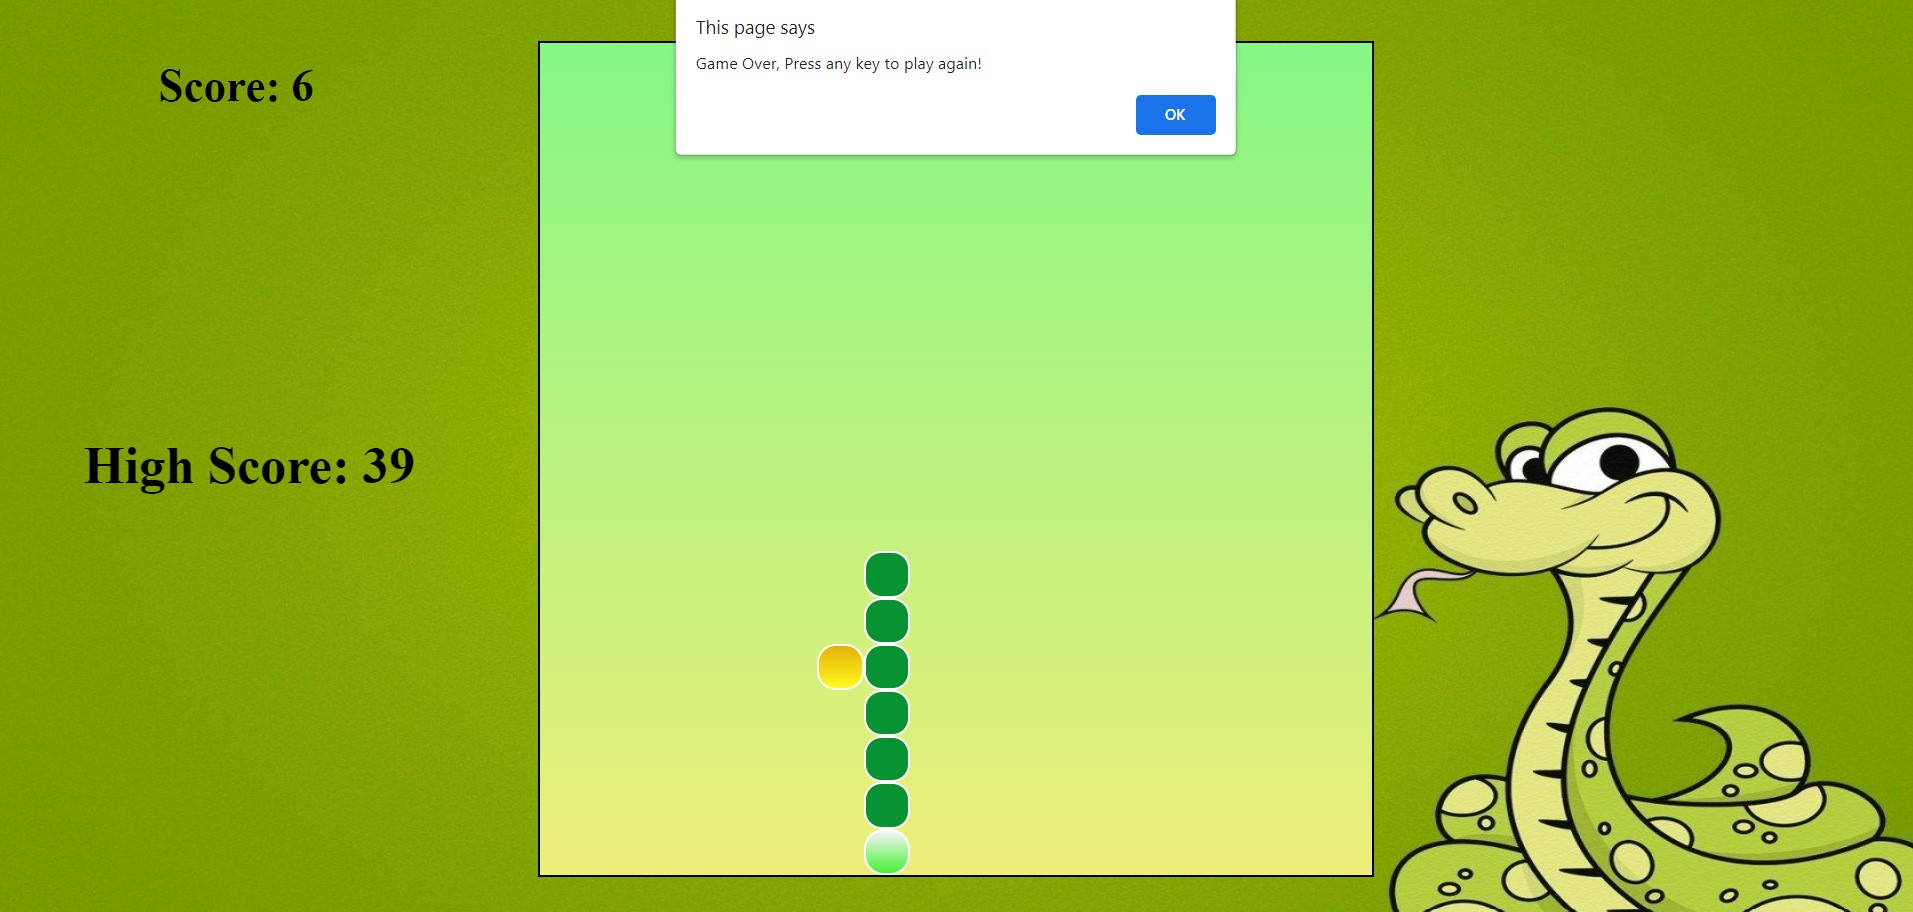 This page says
Game Over, Press any key to play again!
OK
Score: 6
High Score: 39